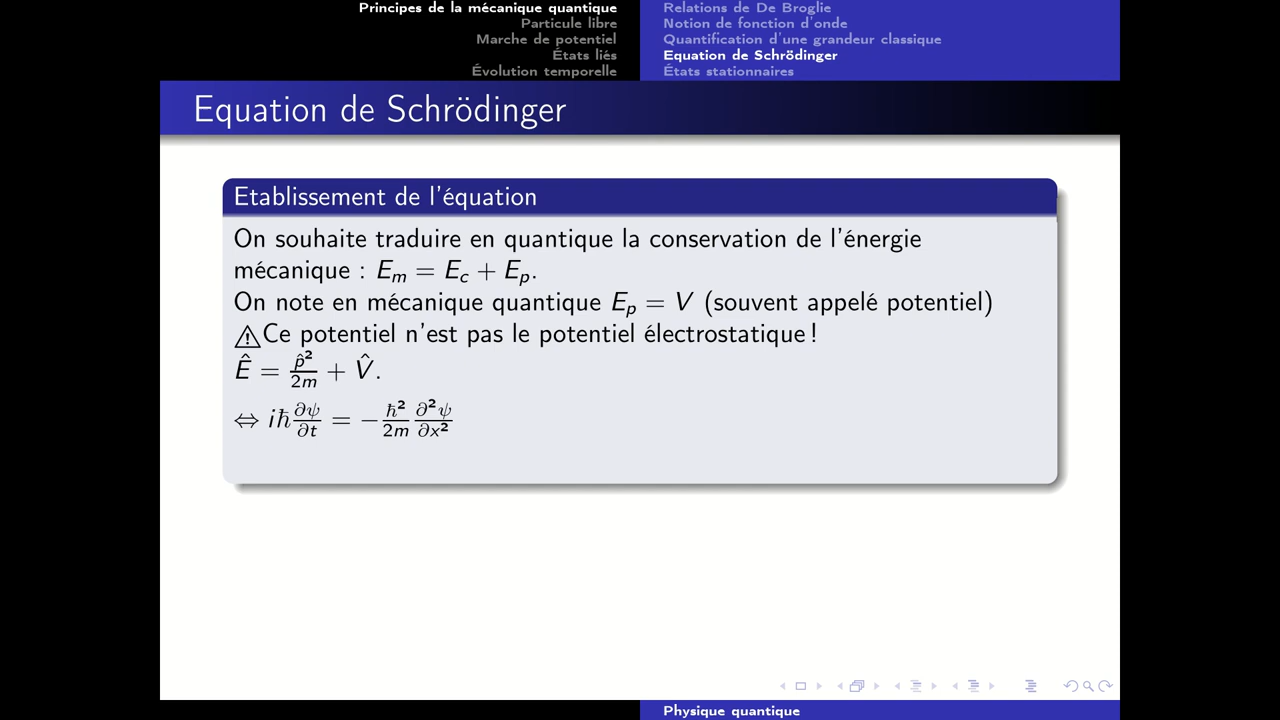 Principes de la mécanique quantique
Particule libre
Marche de potentiel
États liés
Évolution temporelle
Relations de De Broglie
Notion de fonction d'onde
Quantification d'une grandeur classique
Equation de Schrödinger
États stationnaires
Equation de Schrödinger
Etablissement de l'équation
On souhaite traduire en quantique la conservation de l'énergie
mécanique : E_m = E_c + E_p.
On note en mécanique quantique E_p = V (souvent appelé potentiel)
⚠Ce potentiel n'est pas le potentiel électrostatique !
Ê = p̂²/2m + V̂.
⇔ iħ ∂ψ/∂t = −ħ²/2m ∂²ψ/∂x²
Physique quantique